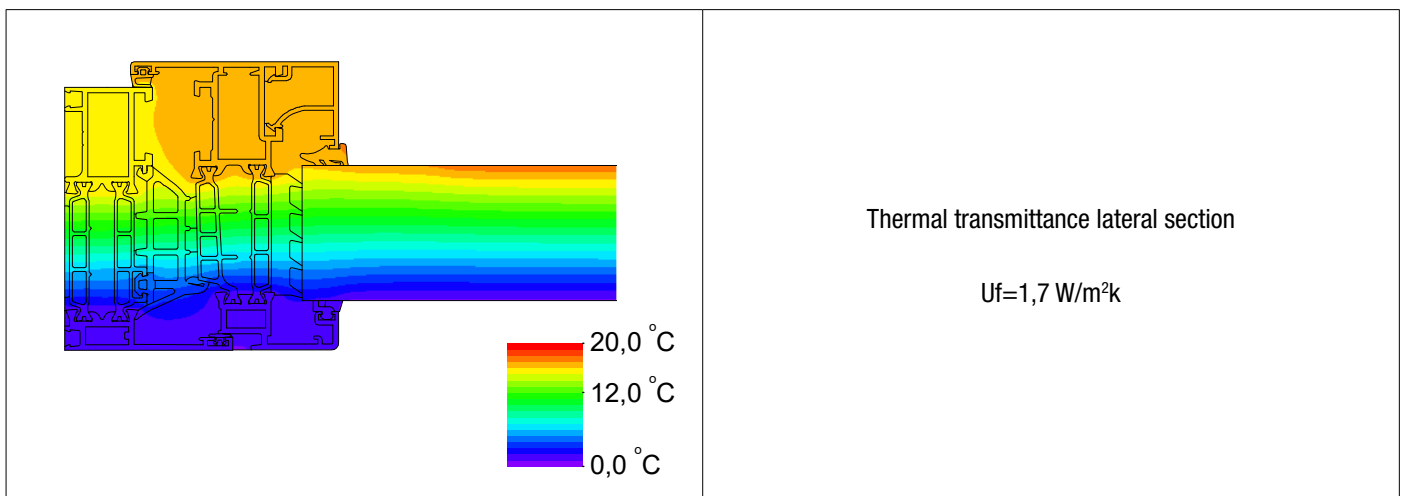 20,0 °C
12,0 °C
0,0 °C
Thermal transmittance lateral section
Uf=1,7 W/m²k